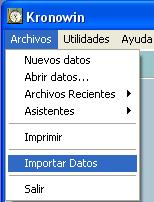 Kronowin
Archivos Utilidades Ayuda
Nuevos datos
Abrir datos...
Archivos Recientes
Asistentes
Imprimir
Importar Datos
Salir